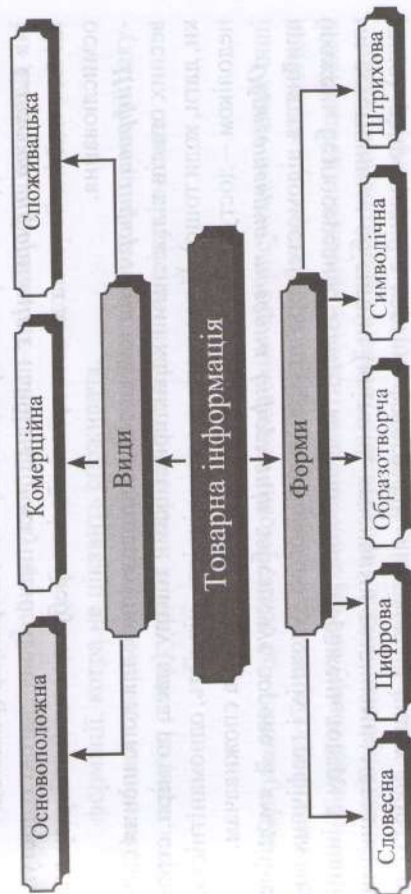 Основоположна
Комерційна
Споживацька
Види
Товарна інформація
Форми
Словесна
Цифрова
Образотворча
Символічна
Штрихова